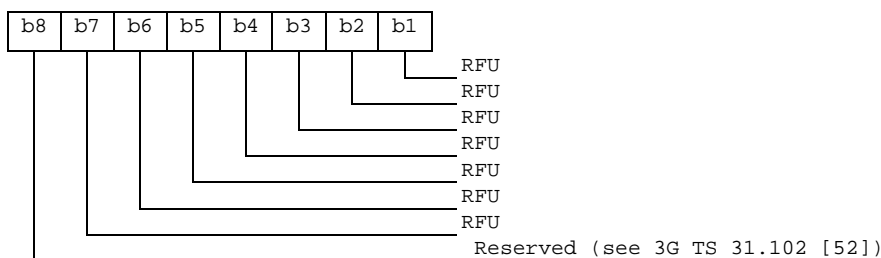 b8 b7 b6 b5 b4 b3 b2 b1
RFU
RFU
RFU
RFU
RFU
RFU
RFU
Reserved (see 3G TS 31.102 [52])